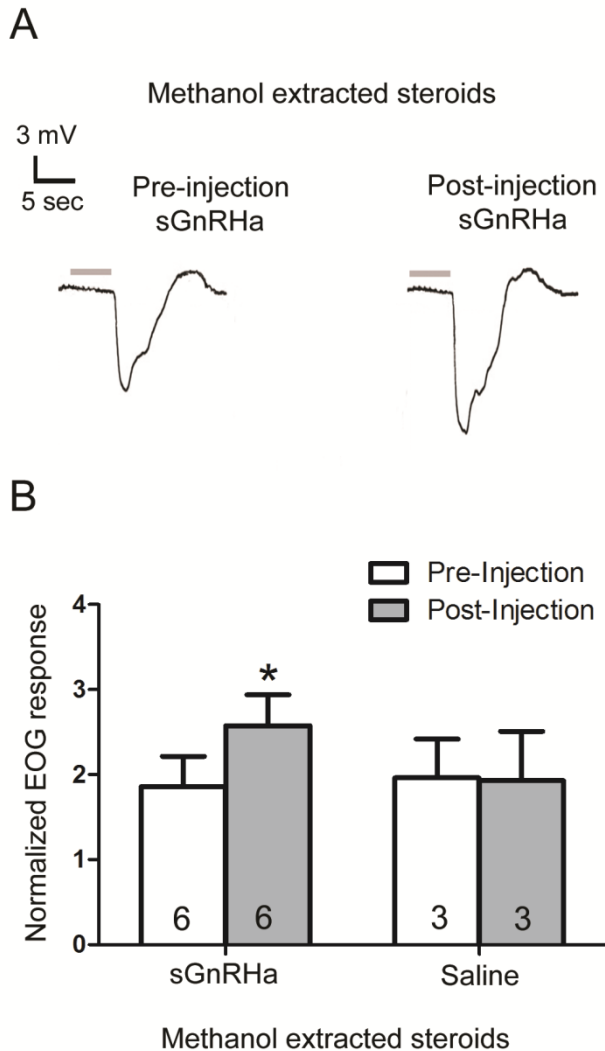 A
Methanol extracted steroids
3 mV
5 sec
Pre-injection
sGnRHa
Post-injection
sGnRHa
B
Pre-Injection
Post-Injection
Normalized EOG response
4
3
2
1
0
*
6
6
3
3
sGnRHa
Saline
Methanol extracted steroids